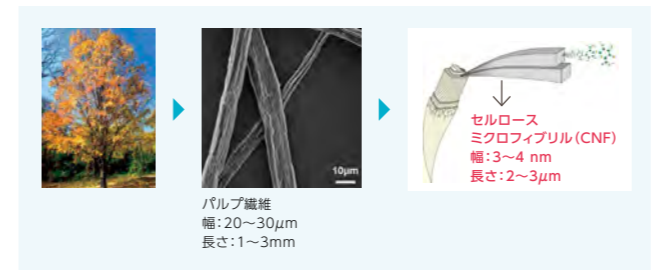 10μm
パルプ繊維
幅：20〜30μm
長さ：1〜3mm
セルロース
ミクロフィブリル（CNF）
幅：3〜4 nm
長さ：2〜3μm